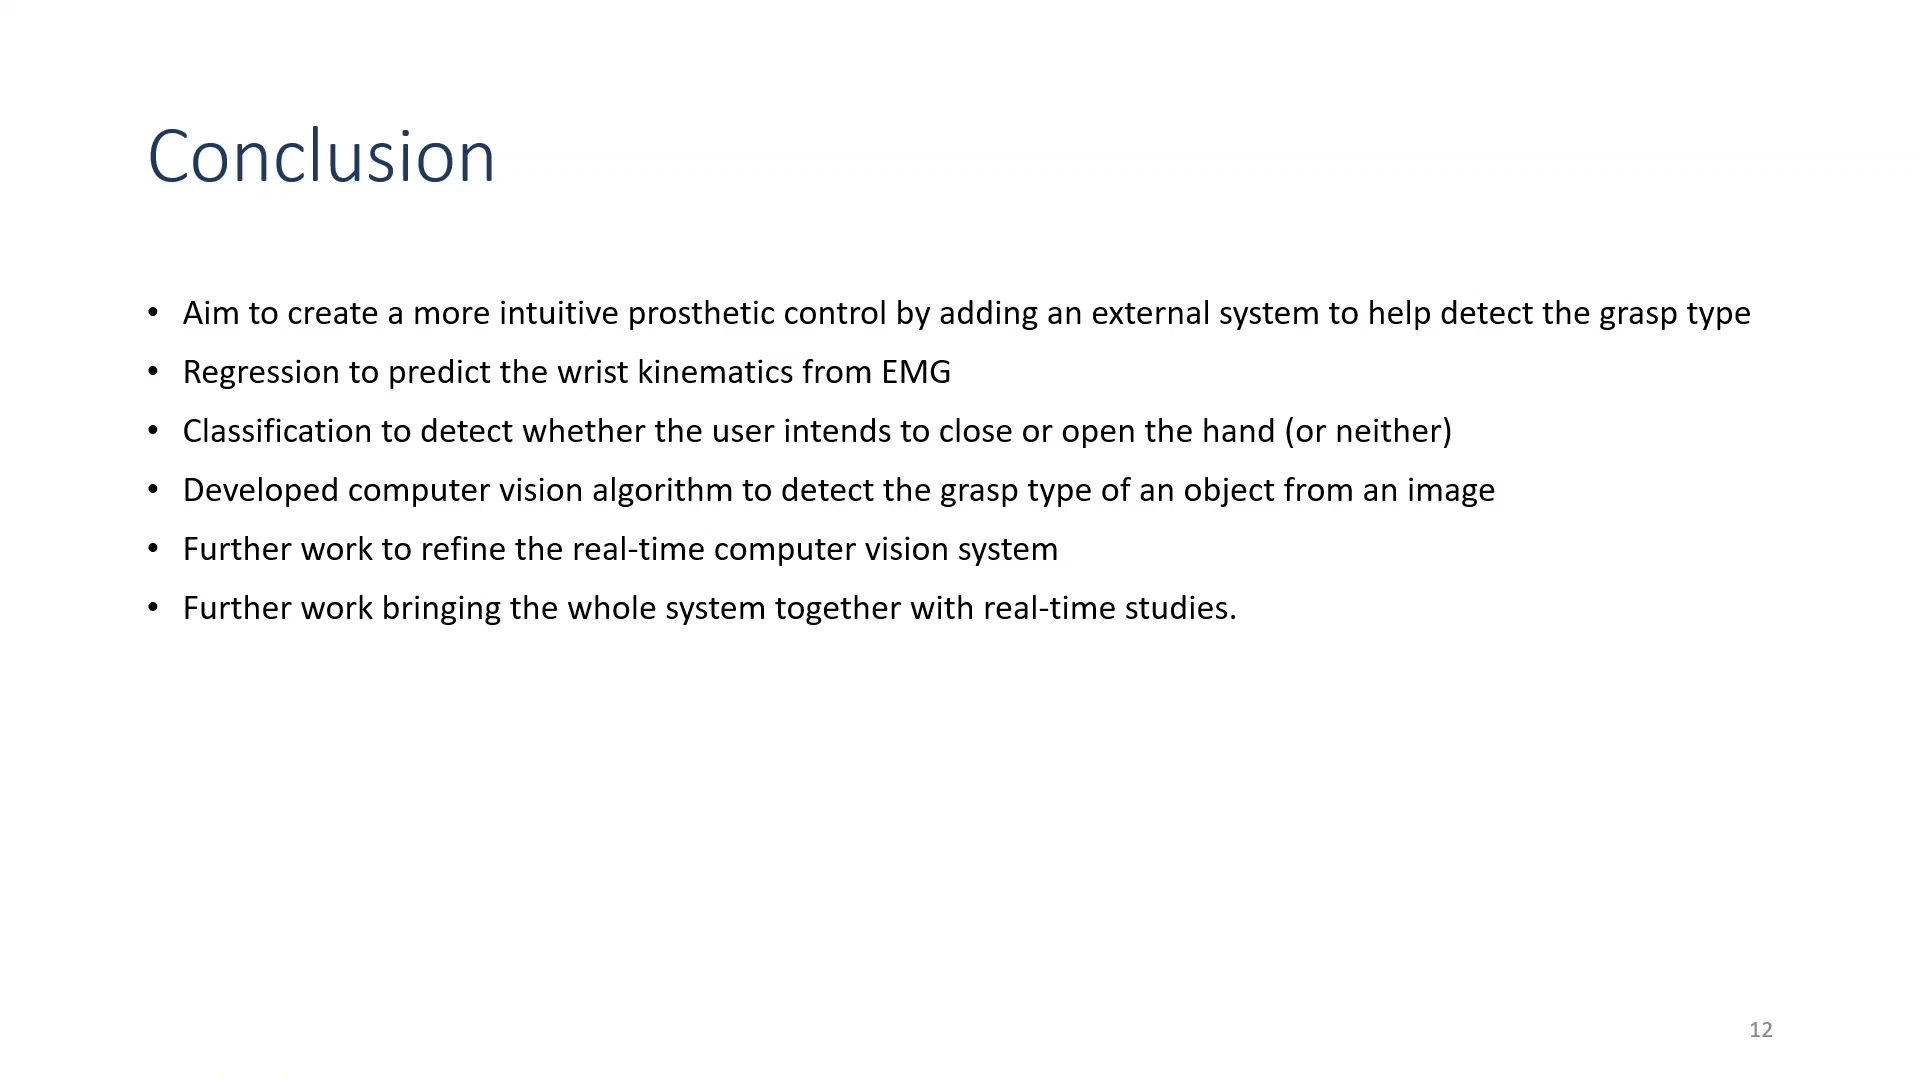 Conclusion
• Aim to create a more intuitive prosthetic control by adding an external system to help detect the grasp type
• Regression to predict the wrist kinematics from EMG
• Classification to detect whether the user intends to close or open the hand (or neither)
• Developed computer vision algorithm to detect the grasp type of an object from an image
• Further work to refine the real-time computer vision system
• Further work bringing the whole system together with real-time studies.
12